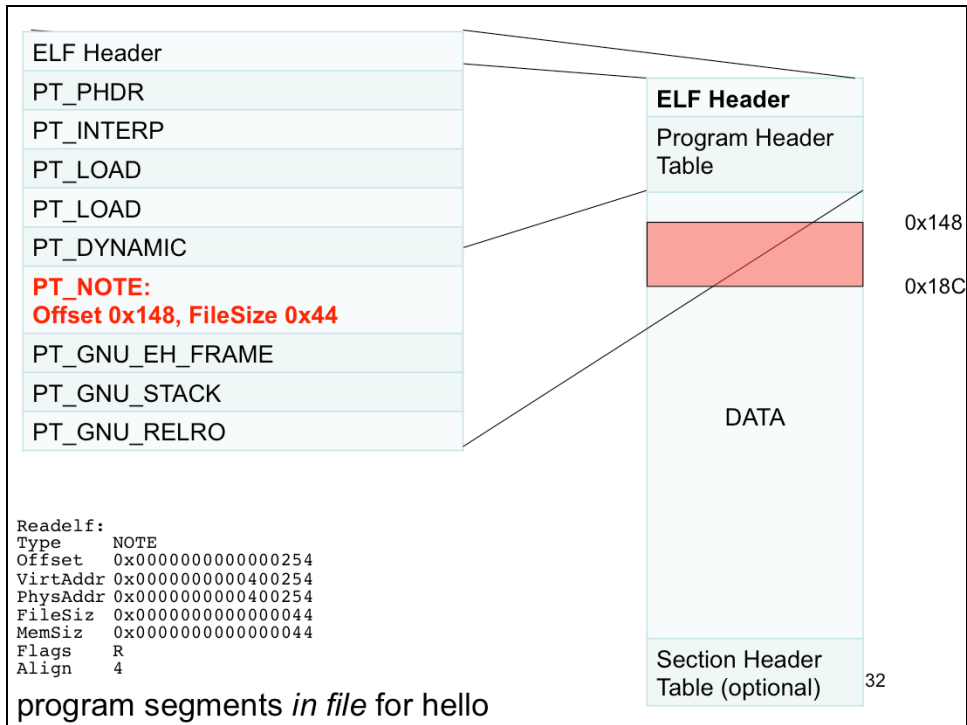 ELF Header
PT_PHDR
PT_INTERP
PT_LOAD
PT_LOAD
PT_DYNAMIC
PT_NOTE:
Offset 0x148, FileSize 0x44
PT_GNU_EH_FRAME
PT_GNU_STACK
PT_GNU_RELRO
ELF Header
Program Header
Table
0x148
0x18C
DATA
Section Header
Table (optional)
32
Readelf:
Type NOTE
Offset 0x0000000000000254
VirtAddr 0x0000000000400254
PhysAddr 0x0000000000400254
FileSiz 0x0000000000000044
MemSiz 0x0000000000000044
Flags R
Align 4
program segments in file for hello